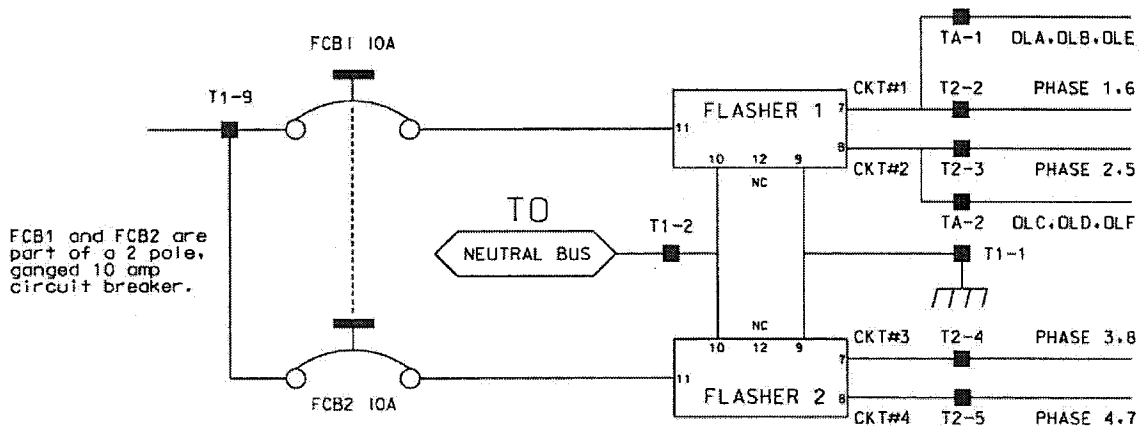 FCB1 10A
TA-1 OLA.OLB.OLE
T1-9
CKT#1 T2-2 PHASE 1.6
FLASHER 1
7
11
8
10 12 9
NC
CKT#2 T2-3 PHASE 2.5
TA-2 OLC.OLD.OLF
TO
NEUTRAL BUS
T1-2
T1-1
FCB1 and FCB2 are
part of a 2 pole,
ganged 10 amp
circuit breaker.
NC
10 12 9
CKT#3 T2-4 PHASE 3.8
7
11
FLASHER 2
8
FCB2 10A
CKT#4 T2-5 PHASE 4.7